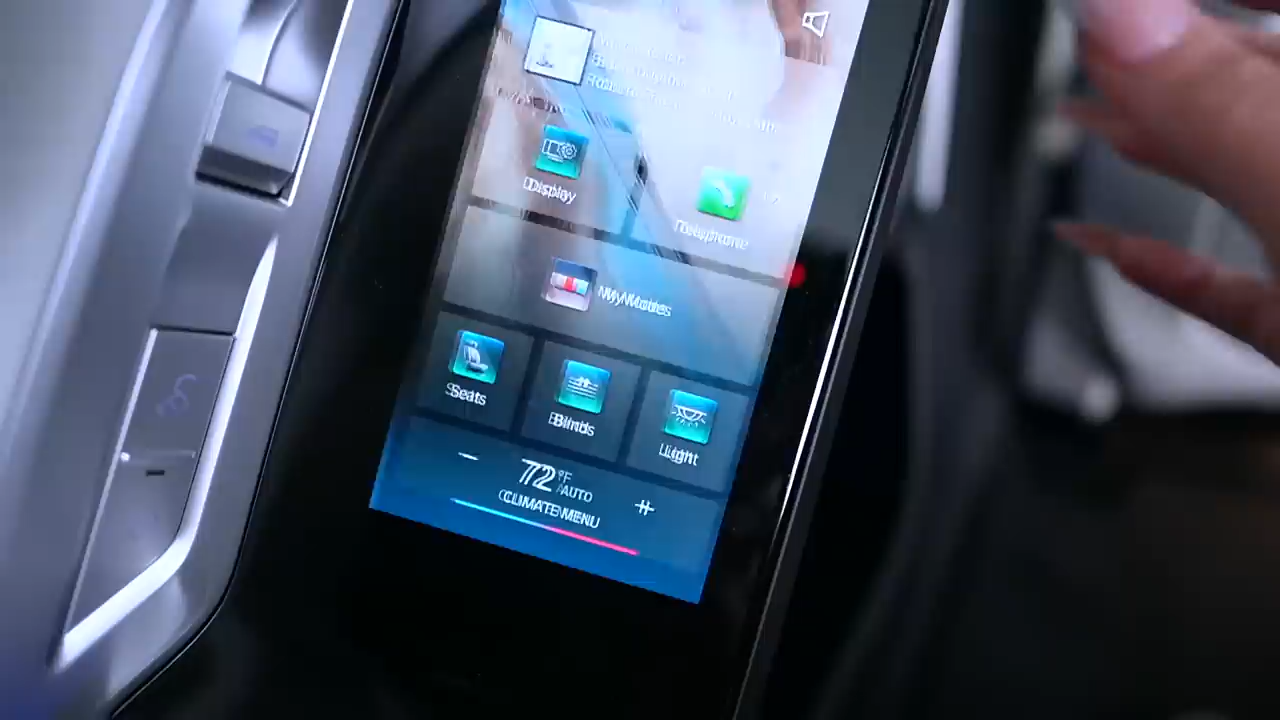 Display
Telephone
My Modes
Seats
Blinds
Light
− 72 °F +
AUTO
CLIMATE MENU